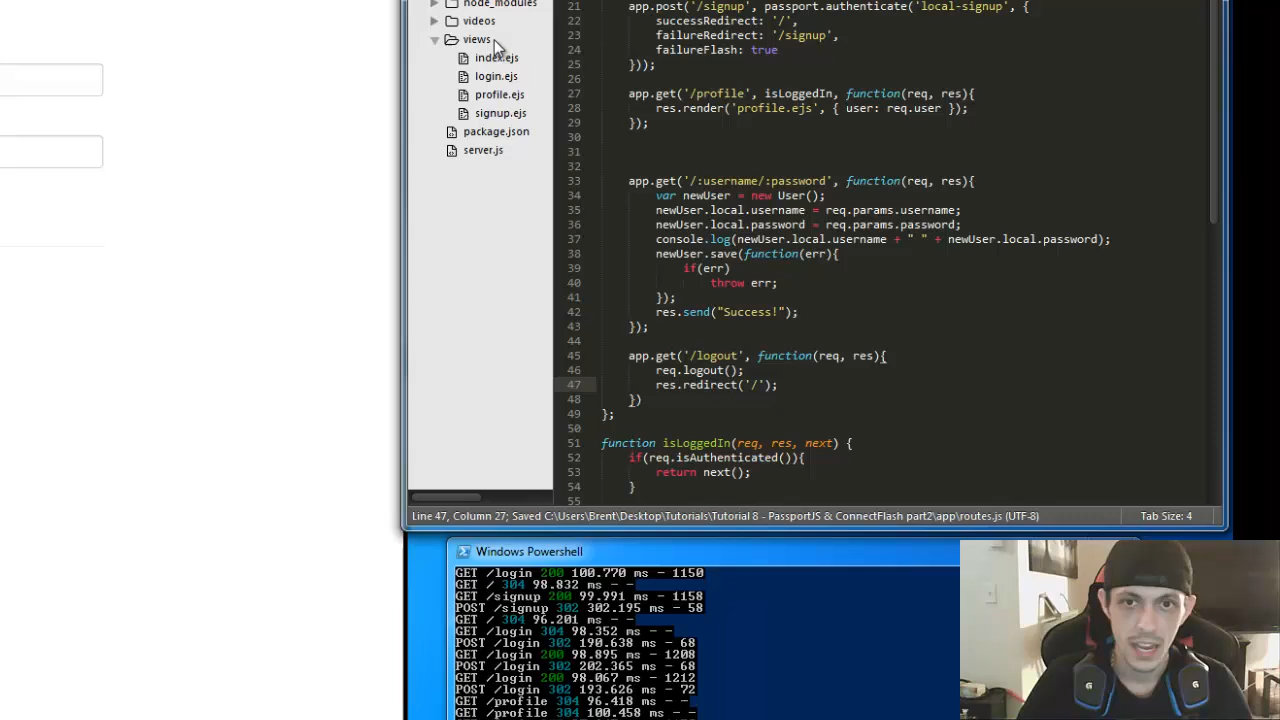 node_modules
videos
views
index.ejs
login.ejs
profile.ejs
signup.ejs
package.json
server.js
21 app.post('/signup', passport.authenticate('local-signup', {
22 successRedirect: '/',
23 failureRedirect: '/signup',
24 failureFlash: true
25 }));
26
27 app.get('/profile', isLoggedIn, function(req, res){
28 res.render('profile.ejs', { user: req.user });
29 });
30
31
32
33 app.get('/:username/:password', function(req, res){
34 var newUser = new User();
35 newUser.local.username = req.params.username;
36 newUser.local.password = req.params.password;
37 console.log(newUser.local.username + " " + newUser.local.password);
38 newUser.save(function(err){
39 if(err)
40 throw err;
41 });
42 res.send("Success!");
43 });
44
45 app.get('/logout', function(req, res){
46 req.logout();
47 res.redirect('/');
48 })
49 };
50
51 function isLoggedIn(req, res, next) {
52 if(req.isAuthenticated()){
53 return next();
54 }
55
Line 47, Column 27; Saved C:\Users\Brent\Desktop\Tutorials\Tutorial 8 - PassportJS & ConnectFlash part2\app\routes.js (UTF-8) Tab Size: 4
Windows Powershell
GET /login 200 100.770 ms - 1150
GET / 304 98.832 ms - -
GET /signup 200 99.991 ms - 1158
POST /signup 302 302.195 ms - 58
GET / 304 96.201 ms - -
GET /login 304 98.352 ms - -
POST /login 302 190.638 ms - 68
GET /login 200 98.895 ms - 1208
POST /login 302 202.365 ms - 68
GET /login 200 98.067 ms - 1212
POST /login 302 193.626 ms - 72
GET /profile 304 96.418 ms - -
GET /profile 304 100.458 ms - -